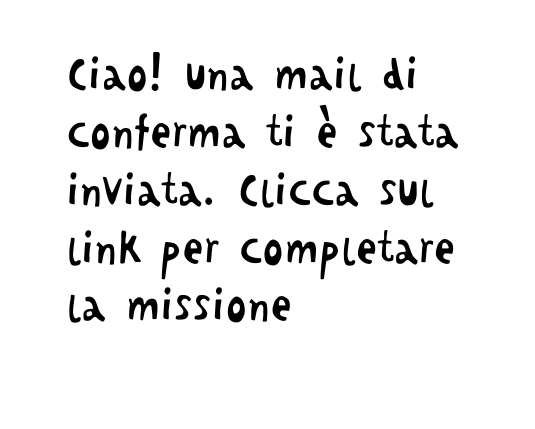 Ciao! Una mail di
conferma ti è stata
inviata. Clicca sul
link per completare
la missione